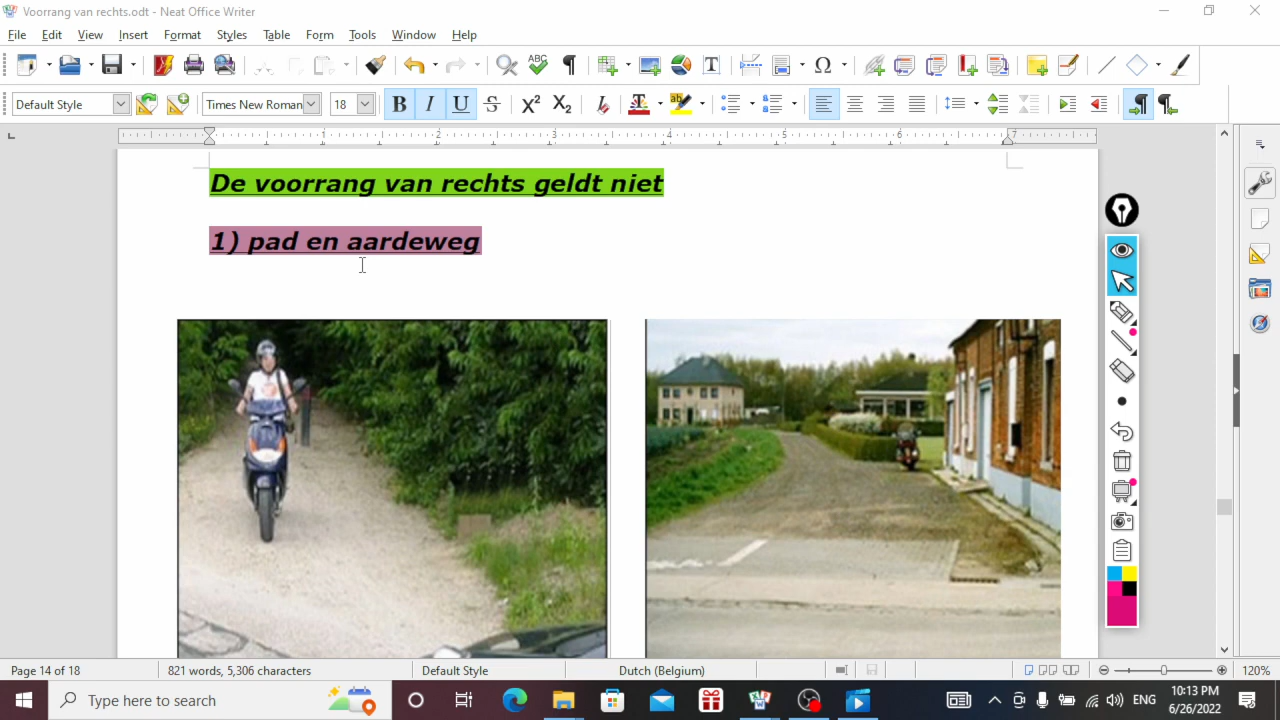 Voorrang van rechts.odt - Neat Office Writer
File Edit View Insert Format Styles Table Form Tools Window Help
Default Style Times New Roman 18
De voorrang van rechts geldt niet
1) pad en aardeweg
Page 14 of 18 821 words, 5,306 characters Default Style Dutch (Belgium) 120%
Type here to search ENG 10:13 PM
6/26/2022